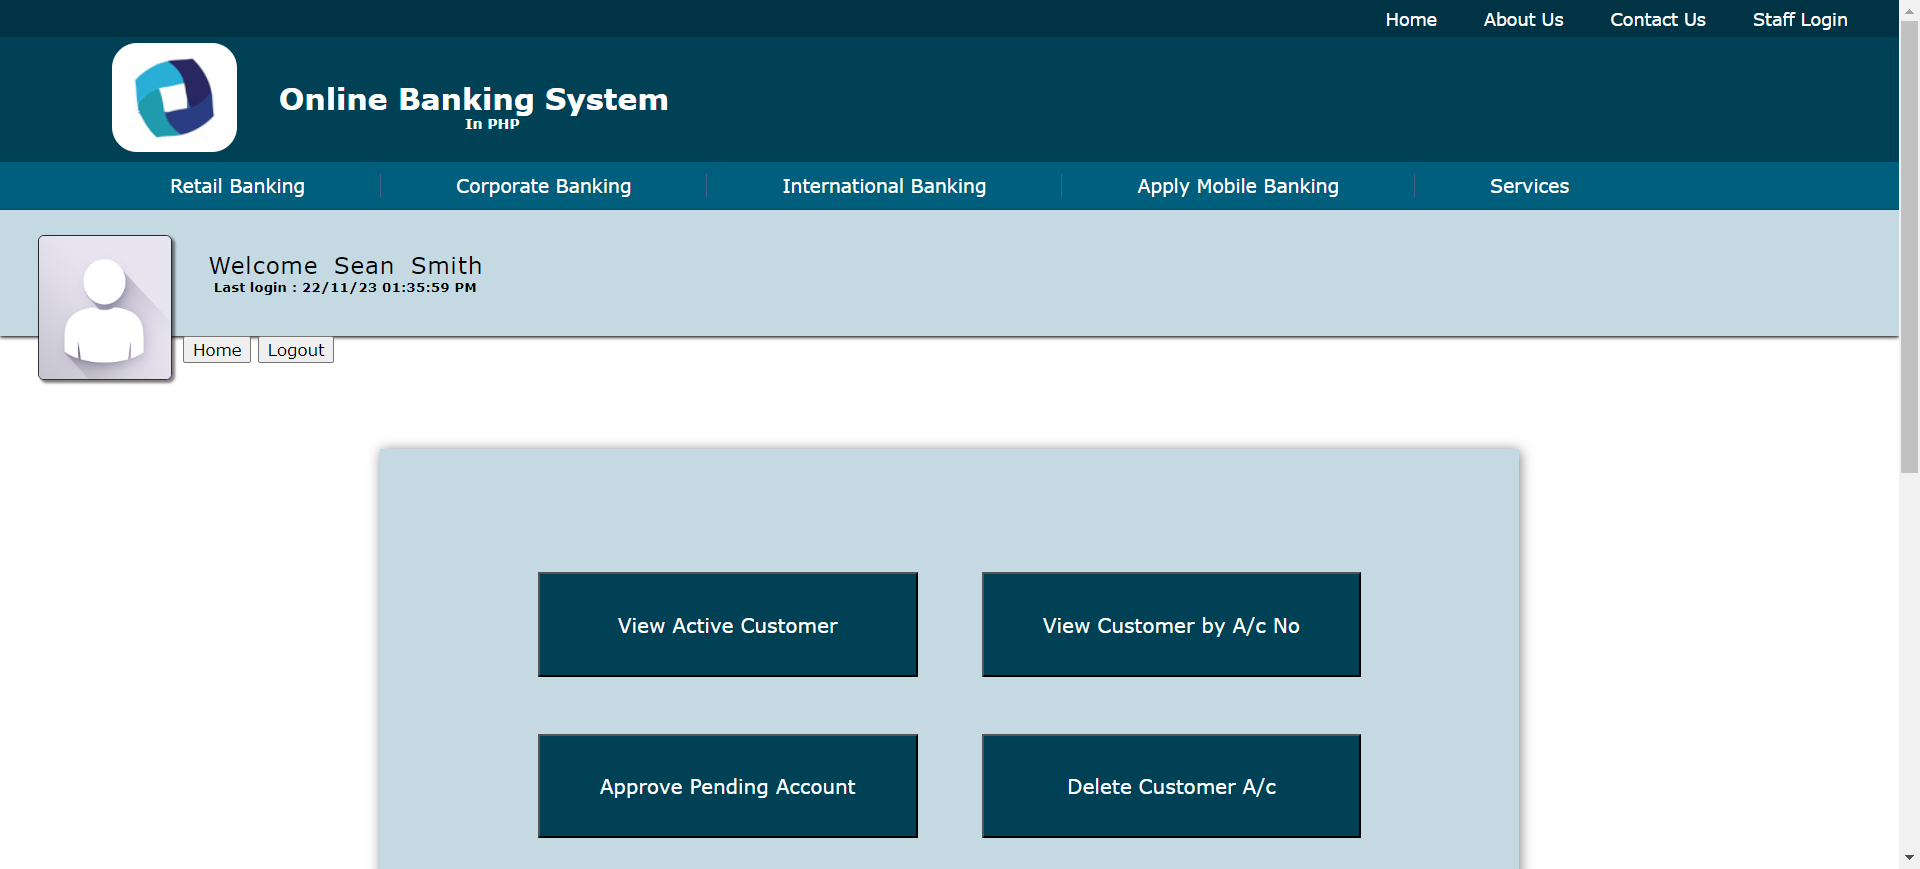 Home About Us Contact Us Staff Login
Online Banking System
In PHP
Retail Banking Corporate Banking International Banking Apply Mobile Banking Services
Welcome Sean Smith
Last login : 22/11/23 01:35:59 PM
Home Logout
View Active Customer View Customer by A/c No
Approve Pending Account Delete Customer A/c